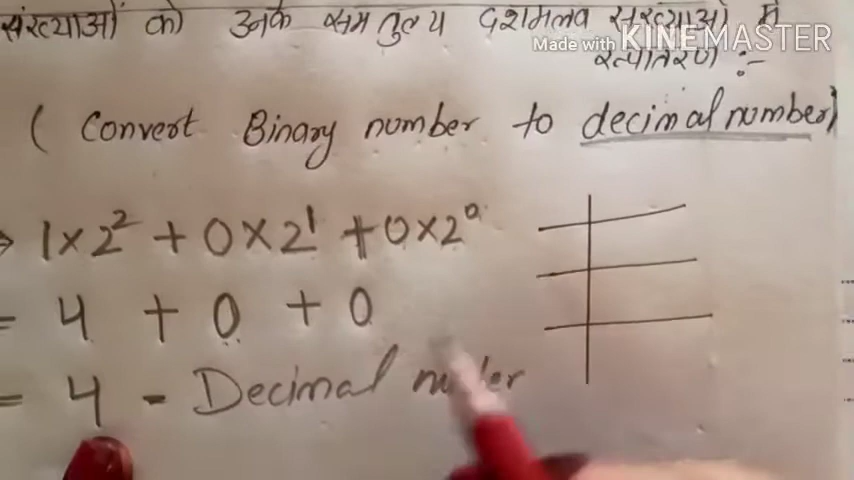 संख्याओं को उनके समतुल्य दशमलव संख्याओं में
Made with KINEMASTER
रूपांतरण :-
( Convert Binary number to decimal number)
1×2² + 0×2¹ + 0×2⁰
= 4 + 0 + 0
= 4 - Decimal